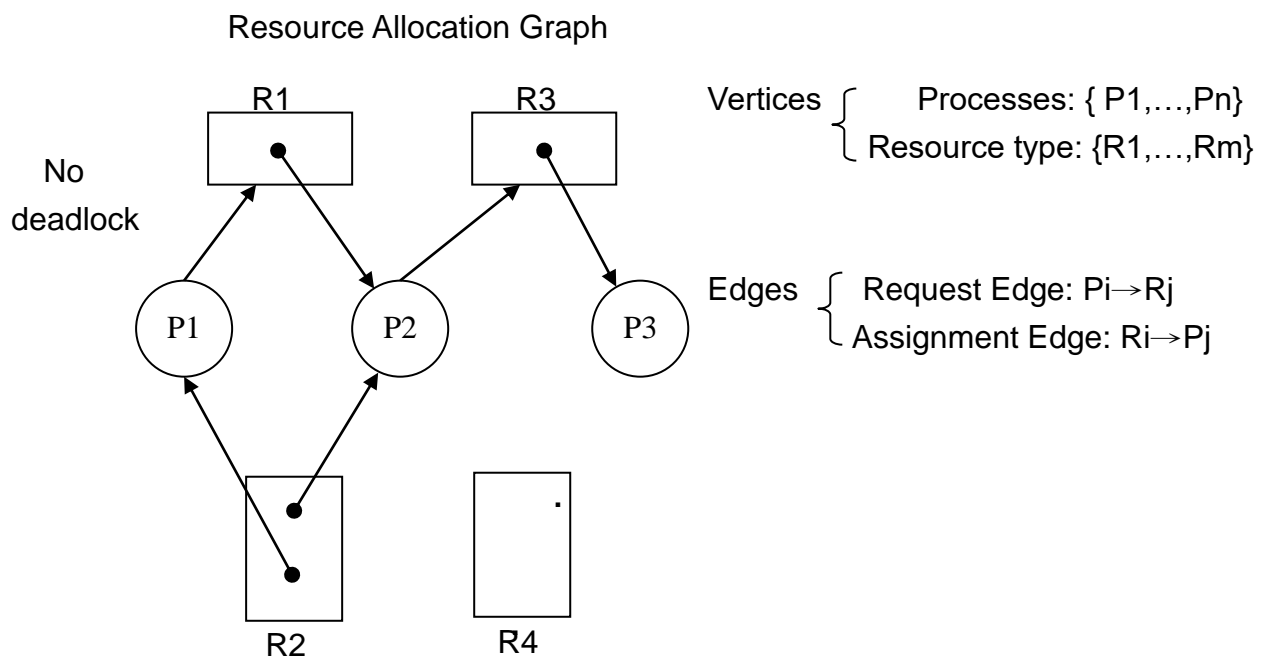 Resource Allocation Graph
R1
R3
Vertices
Processes: { P1,…,Pn}
Resource type: {R1,…,Rm}
No
deadlock
Edges
Request Edge: Pi→Rj
Assignment Edge: Ri→Pj
P1
P2
P3
R2
R4